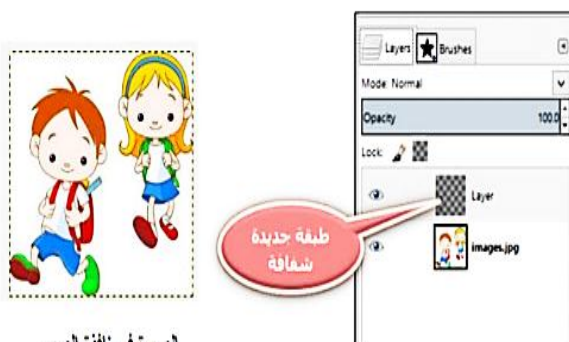 Layers Brushes
Mode: Normal
Opacity 100.0
Lock:
Layer
images.jpg
طبقة جديدة
شفافة